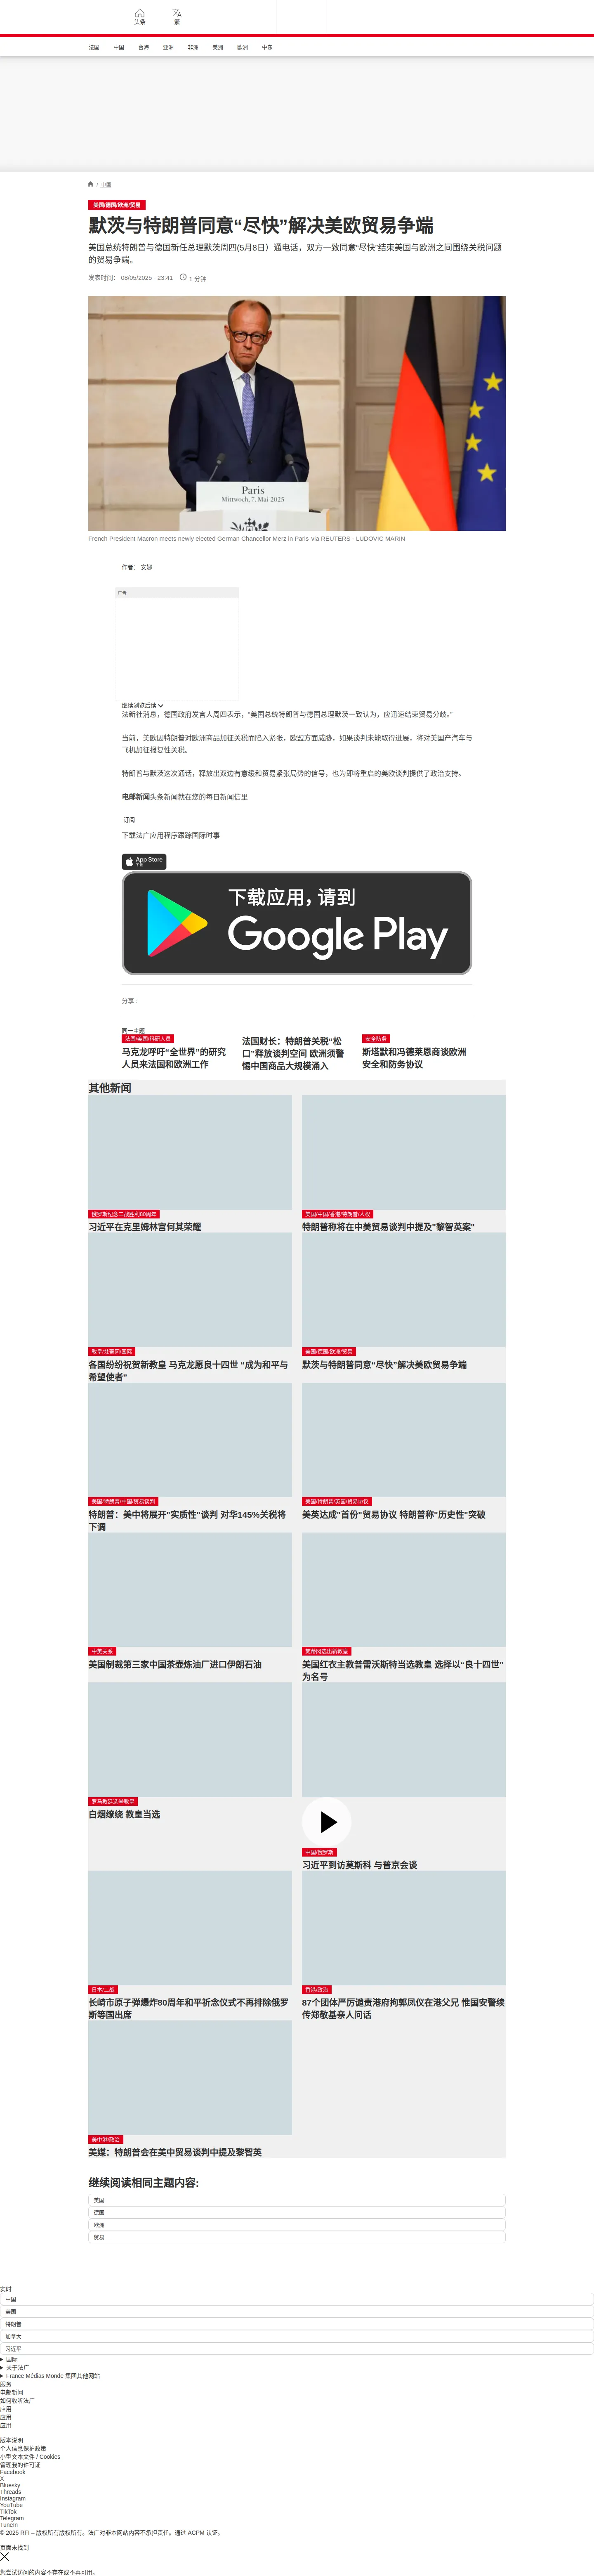 头条
繁
法国
中国
台海
亚洲
非洲
美洲
欧洲
中东
/ 中国
美国/德国/欧洲/贸易
默茨与特朗普同意“尽快”解决美欧贸易争端
美国总统特朗普与德国新任总理默茨周四(5月8日）通电话，双方一致同意“尽快“结束美国与欧洲之间围绕关税问题
的贸易争端。
发表时间： 08/05/2025 - 23:41
1 分钟
Paris
Mittwoch, 7. Mai 2025
French President Macron meets newly elected German Chancellor Merz in Paris via REUTERS - LUDOVIC MARIN
作者： 安娜
广告
继续浏览后续
法新社消息，德国政府发言人周四表示，“美国总统特朗普与德国总理默茨一致认为，应迅速结束贸易分歧。”
当前，美欧因特朗普对欧洲商品加征关税而陷入紧张，欧盟方面威胁，如果谈判未能取得进展，将对美国产汽车与
飞机加征报复性关税。
特朗普与默茨这次通话，释放出双边有意缓和贸易紧张局势的信号，也为即将重启的美欧谈判提供了政治支持。
电邮新闻头条新闻就在您的每日新闻信里
订阅
下载法广应用程序跟踪国际时事
App Store
下载
下载应用，请到
Google Play
分享 :
同一主题
法国/美国/科研人员
马克龙呼吁“全世界”的研究
人员来法国和欧洲工作
法国财长：特朗普关税“松
口”释放谈判空间 欧洲须警
惕中国商品大规模涌入
安全防务
斯塔默和冯德莱恩商谈欧洲
安全和防务协议
其他新闻
俄罗斯纪念二战胜利80周年
习近平在克里姆林宫何其荣耀
美国/中国/香港/特朗普/人权
特朗普称将在中美贸易谈判中提及"黎智英案"
教皇/梵蒂冈/国际
各国纷纷祝贺新教皇 马克龙愿良十四世 “成为和平与
希望使者”
美国/德国/欧洲/贸易
默茨与特朗普同意“尽快”解决美欧贸易争端
美国/特朗普/中国/贸易谈判
特朗普：美中将展开"实质性"谈判 对华145%关税将
下调
美国/特朗普/英国/贸易协议
美英达成"首份"贸易协议 特朗普称"历史性"突破
中美关系
美国制裁第三家中国茶壶炼油厂进口伊朗石油
梵蒂冈选出新教皇
美国红衣主教普雷沃斯特当选教皇 选择以“良十四世”
为名号
罗马教廷选举教皇
白烟缭绕 教皇当选
中国/俄罗斯
习近平到访莫斯科 与普京会谈
日本/二战
长崎市原子弹爆炸80周年和平祈念仪式不再排除俄罗
斯等国出席
香港/政治
87个团体严厉谴责港府拘郭凤仪在港父兄 惟国安警续
传郑敬基亲人问话
美中港/政治
美媒：特朗普会在美中贸易谈判中提及黎智英
继续阅读相同主题内容:
美国
德国
欧洲
贸易
实时
中国
美国
特朗普
加拿大
习近平
国际
关于法广
France Médias Monde 集团其他网站
服务
电邮新闻
如何收听法广
应用
应用
应用
版本说明
个人信息保护政策
小型文本文件 / Cookies
管理我的许可证
Facebook
X
Bluesky
Threads
Instagram
YouTube
TikTok
Telegram
TuneIn
© 2025 RFI – 版权所有版权所有。法广对非本网站内容不承担责任。通过 ACPM 认证。
页面未找到
您尝试访问的内容不存在或不再可用。